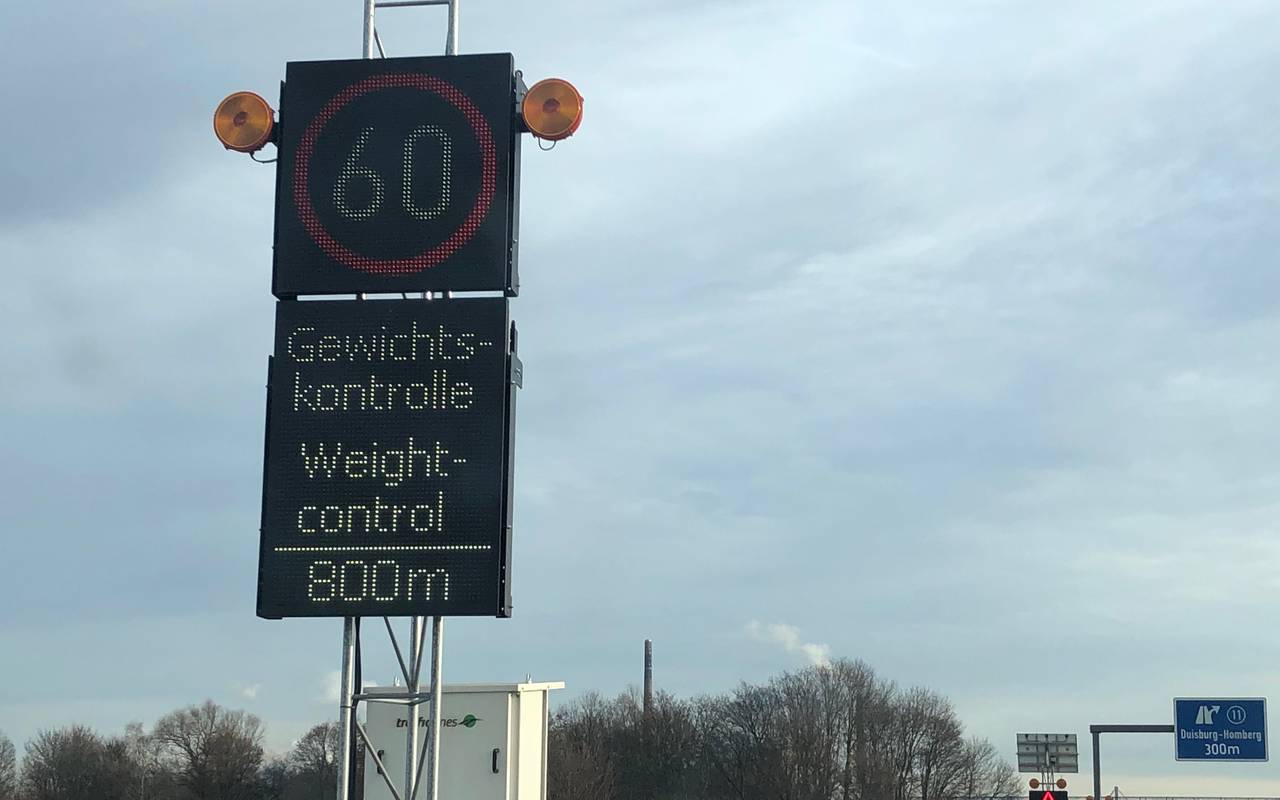 60
Gewichts-
kontrolle
Weight-
control
800m
11
Duisburg-Homberg
300m